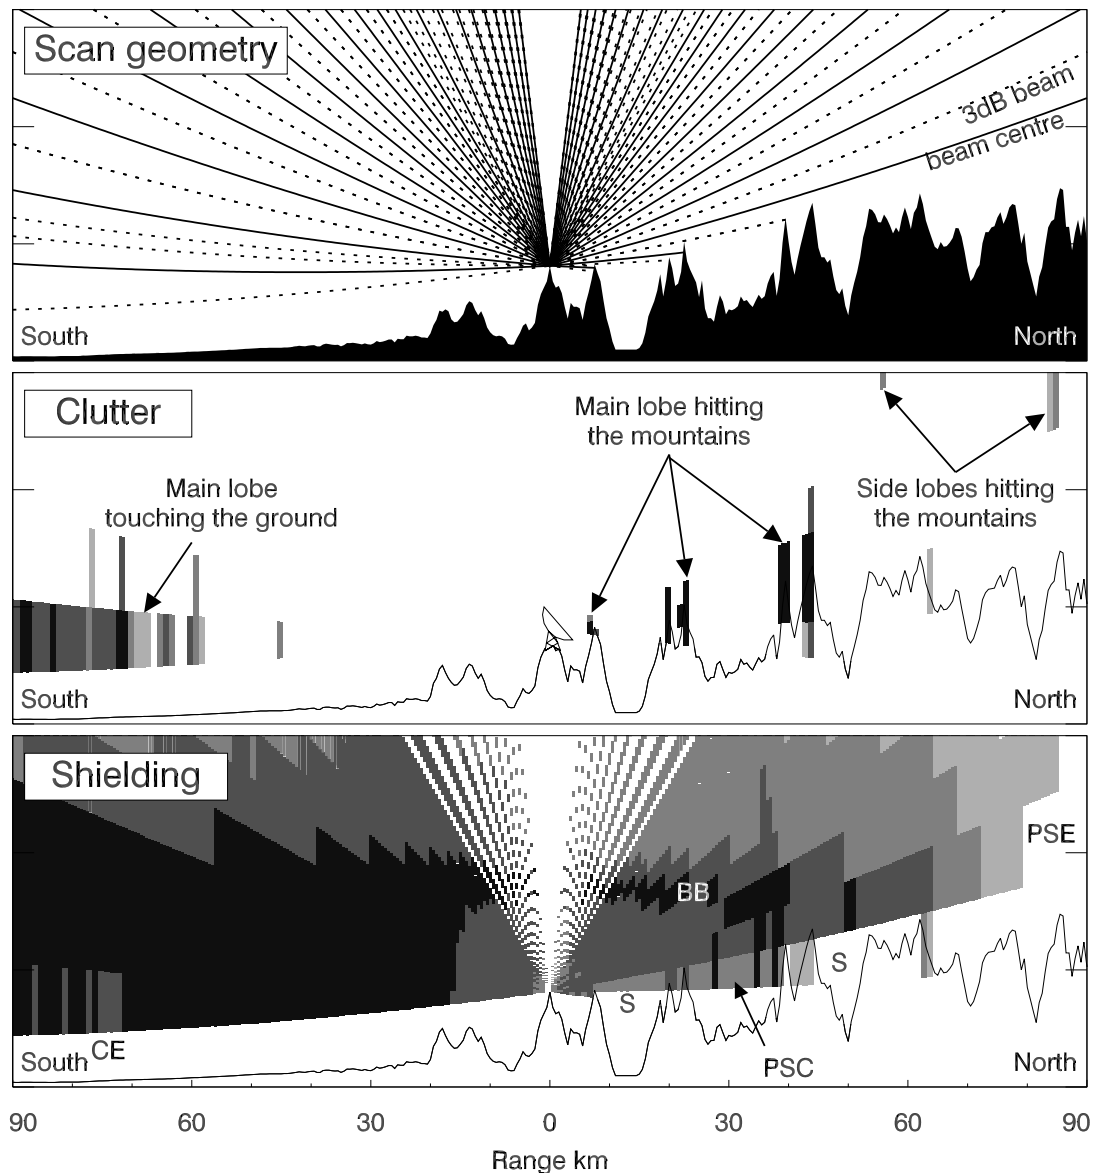 Scan geometry
3dB beam
beam centre
South
North
Clutter
Main lobe hitting
the mountains
Main lobe
touching the ground
Side lobes hitting
the mountains
South
North
Shielding
PSE
BB
S
S
CE
PSC
South
North
90 60 30 0 30 60 90
Range km